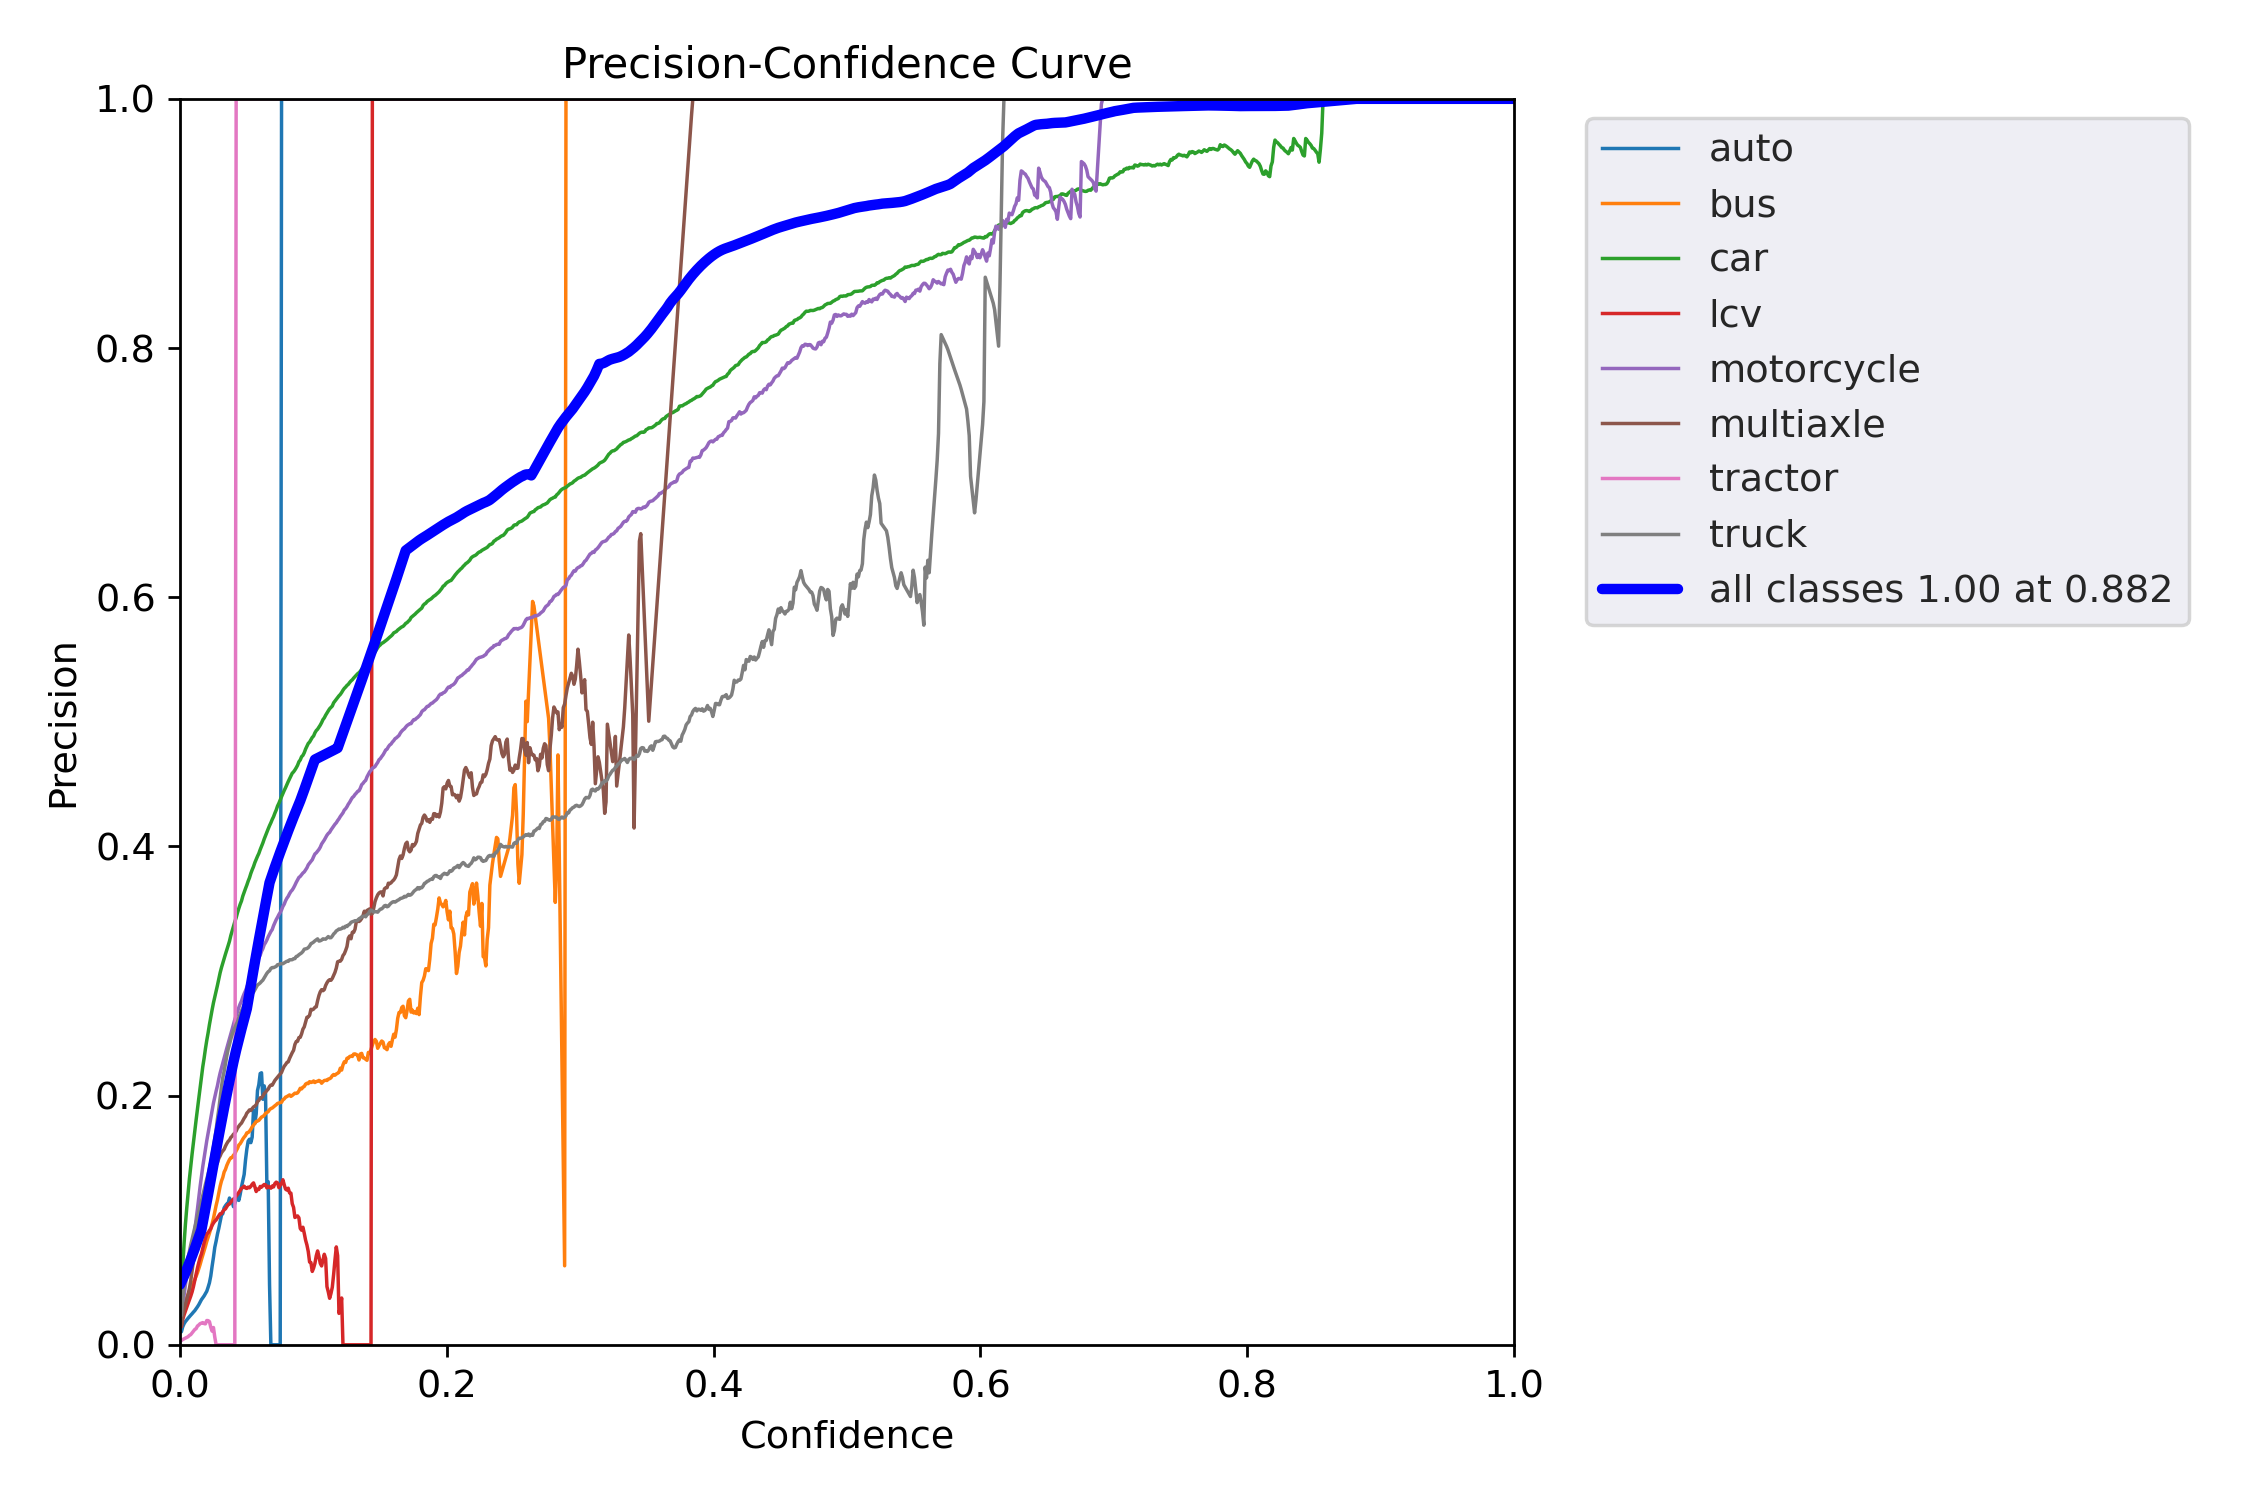 Precision-Confidence Curve
1.0
0.8
0.6
0.4
0.2
0.0
Precision
0.0 0.2 0.4 0.6 0.8 1.0
Confidence
auto
bus
car
lcv
motorcycle
multiaxle
tractor
truck
all classes 1.00 at 0.882